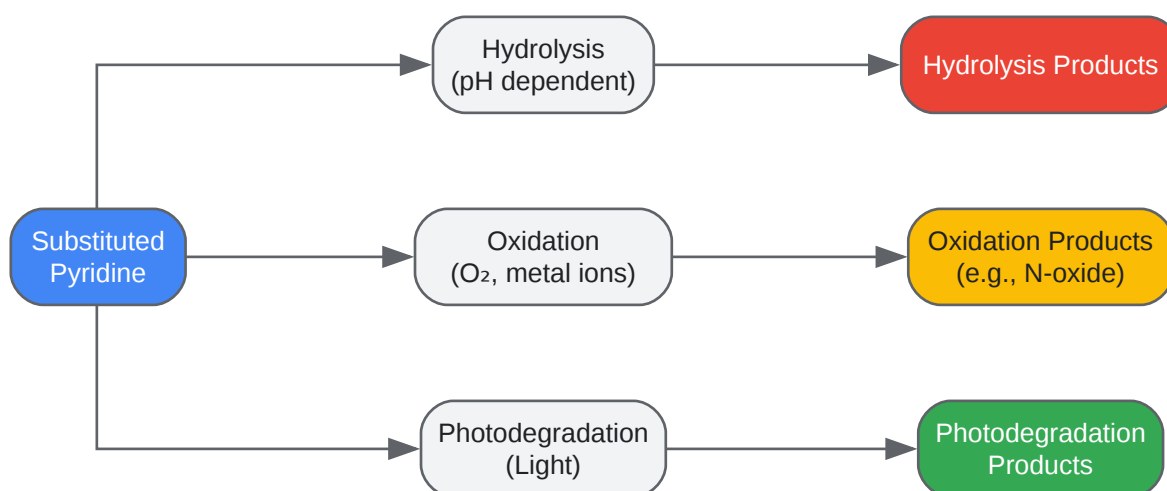 Hydrolysis
(pH dependent)
Hydrolysis Products
Substituted
Pyridine
Oxidation
(O₂, metal ions)
Oxidation Products
(e.g., N-oxide)
Photodegradation
(Light)
Photodegradation
Products